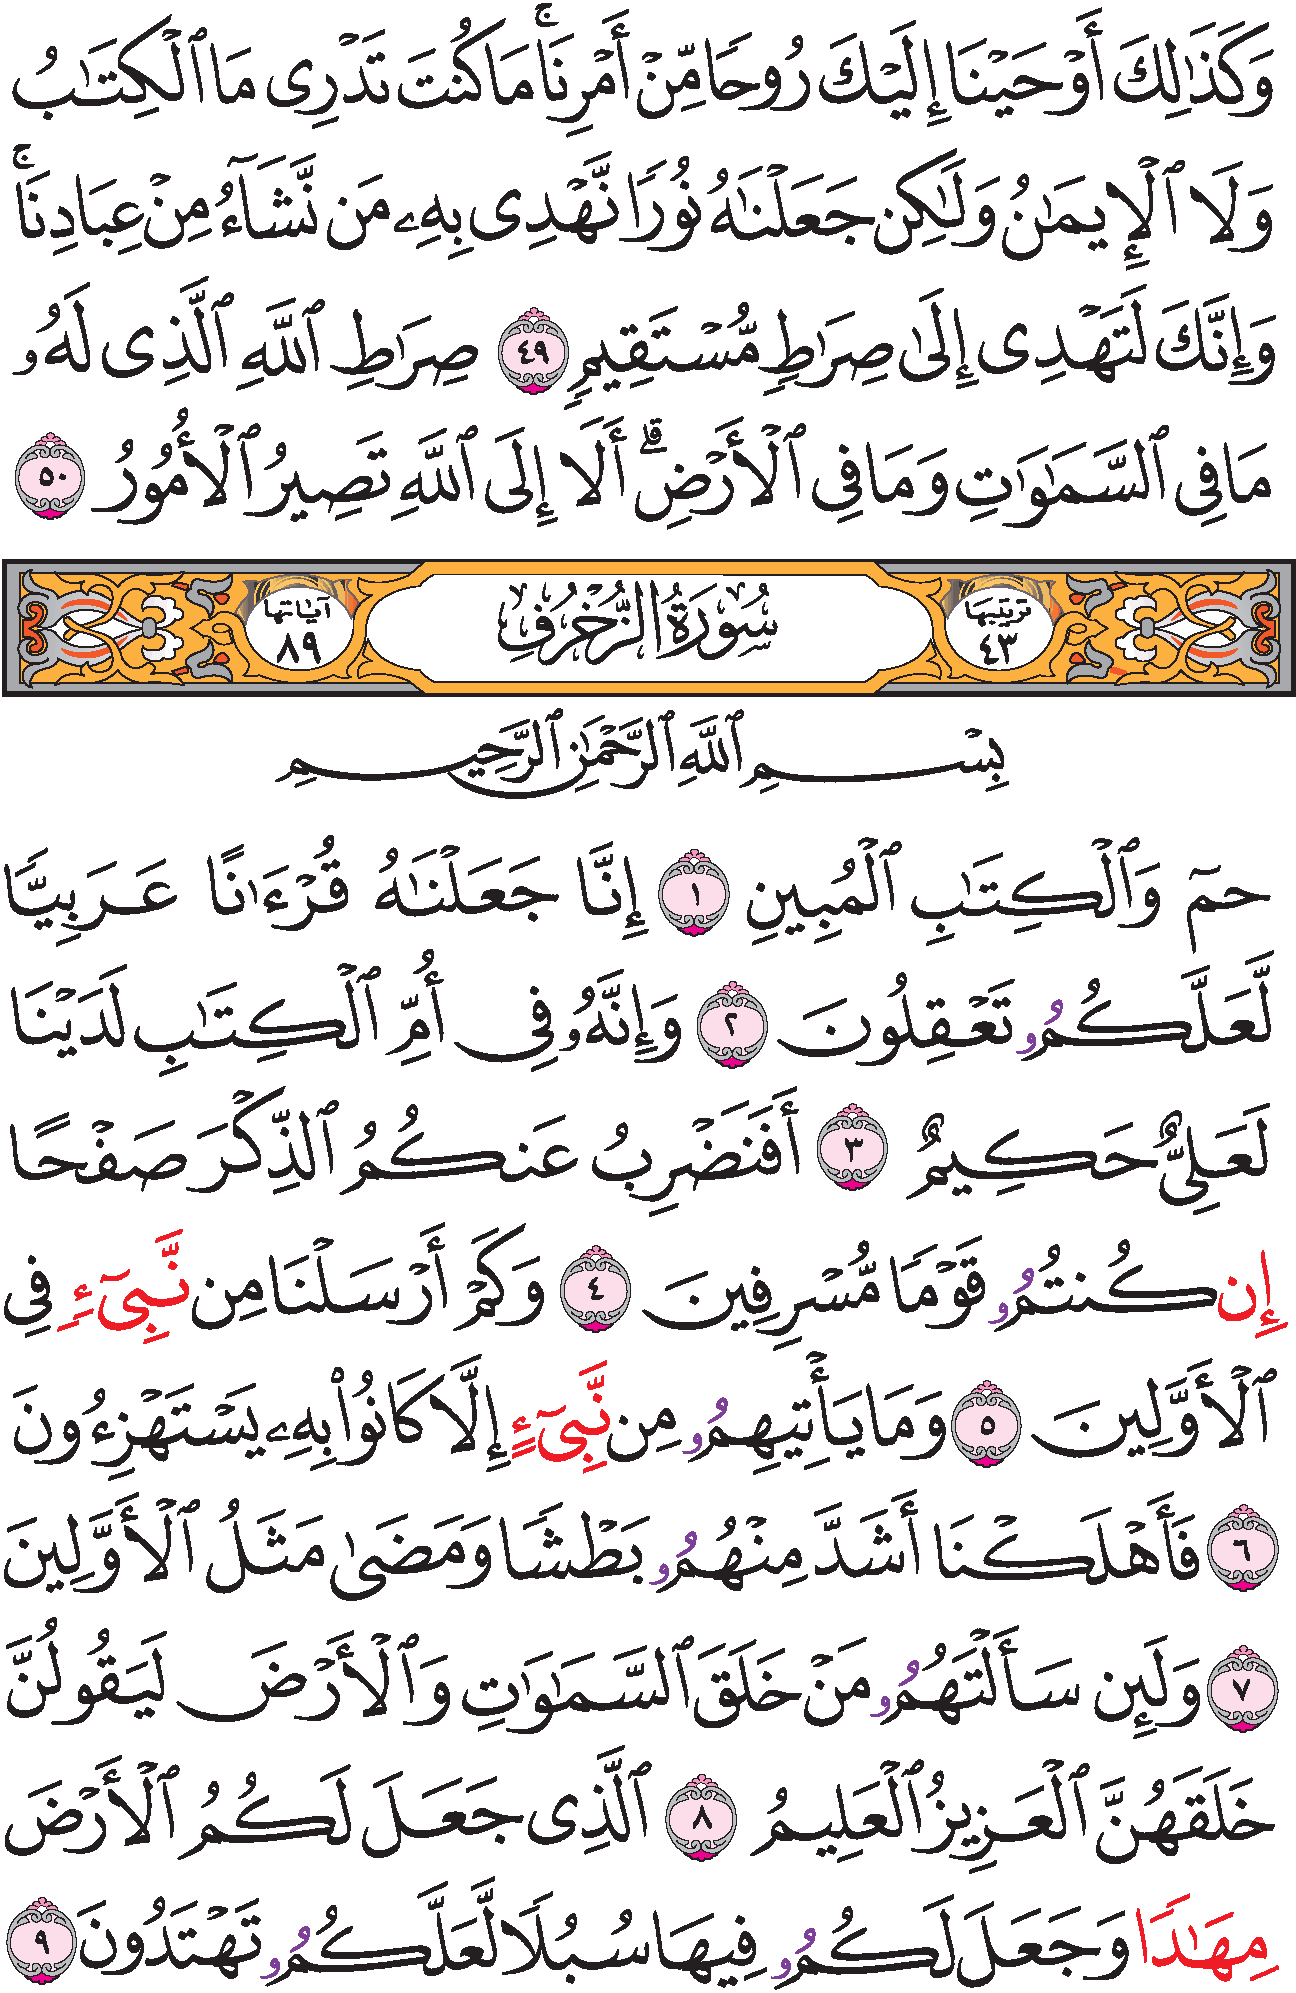 وَكَذَٰلِكَ أَوْحَيْنَا إِلَيْكَ رُوحًا مِّنْ أَمْرِنَاۚ مَا كُنتَ تَدْرِى مَا ٱلْكِتَٰبُ
وَلَا ٱلْإِيمَٰنُ وَلَٰكِن جَعَلْنَٰهُ نُورًا نَّهْدِى بِهِۦ مَن نَّشَآءُ مِنْ عِبَادِنَاۚ
وَإِنَّكَ لَتَهْدِى إِلَىٰ صِرَٰطٍ مُّسْتَقِيمٍ ٤٩ صِرَٰطِ ٱللَّهِ ٱلَّذِى لَهُۥ
مَا فِى ٱلسَّمَٰوَٰتِ وَمَا فِى ٱلْأَرْضِۗ أَلَا إِلَى ٱللَّهِ تَصِيرُ ٱلْأُمُورُ ٥٠
ترتيبها ٤٣ سُورَةُ الزُّخْرُفِ آياتها ٨٩
بِسْمِ ٱللَّهِ ٱلرَّحْمَٰنِ ٱلرَّحِيمِ
حمٓ وَٱلْكِتَٰبِ ٱلْمُبِينِ ١ إِنَّا جَعَلْنَٰهُ قُرْءَٰنًا عَرَبِيًّا
لَّعَلَّكُمُۥ تَعْقِلُونَ ٢ وَإِنَّهُۥ فِى أُمِّ ٱلْكِتَٰبِ لَدَيْنَا
لَعَلِىٌّ حَكِيمٌ ٣ أَفَنَضْرِبُ عَنكُمُ ٱلذِّكْرَ صَفْحًا
إِن كُنتُمُۥ قَوْمًا مُّسْرِفِينَ ٤ وَكَمْ أَرْسَلْنَا مِن نَّبِىٓءٍ فِى
ٱلْأَوَّلِينَ ٥ وَمَا يَأْتِيهِمُۥ مِن نَّبِىٓءٍ إِلَّا كَانُوا۟ بِهِۦ يَسْتَهْزِءُونَ
٦ فَأَهْلَكْنَا أَشَدَّ مِنْهُمُۥ بَطْشًا وَمَضَىٰ مَثَلُ ٱلْأَوَّلِينَ
٧ وَلَئِن سَأَلْتَهُمُۥ مَنْ خَلَقَ ٱلسَّمَٰوَٰتِ وَٱلْأَرْضَ لَيَقُولُنَّ
خَلَقَهُنَّ ٱلْعَزِيزُ ٱلْعَلِيمُ ٨ ٱلَّذِى جَعَلَ لَكُمُ ٱلْأَرْضَ
مِهَٰدًا وَجَعَلَ لَكُمُۥ فِيهَا سُبُلًا لَّعَلَّكُمُۥ تَهْتَدُونَ ٩